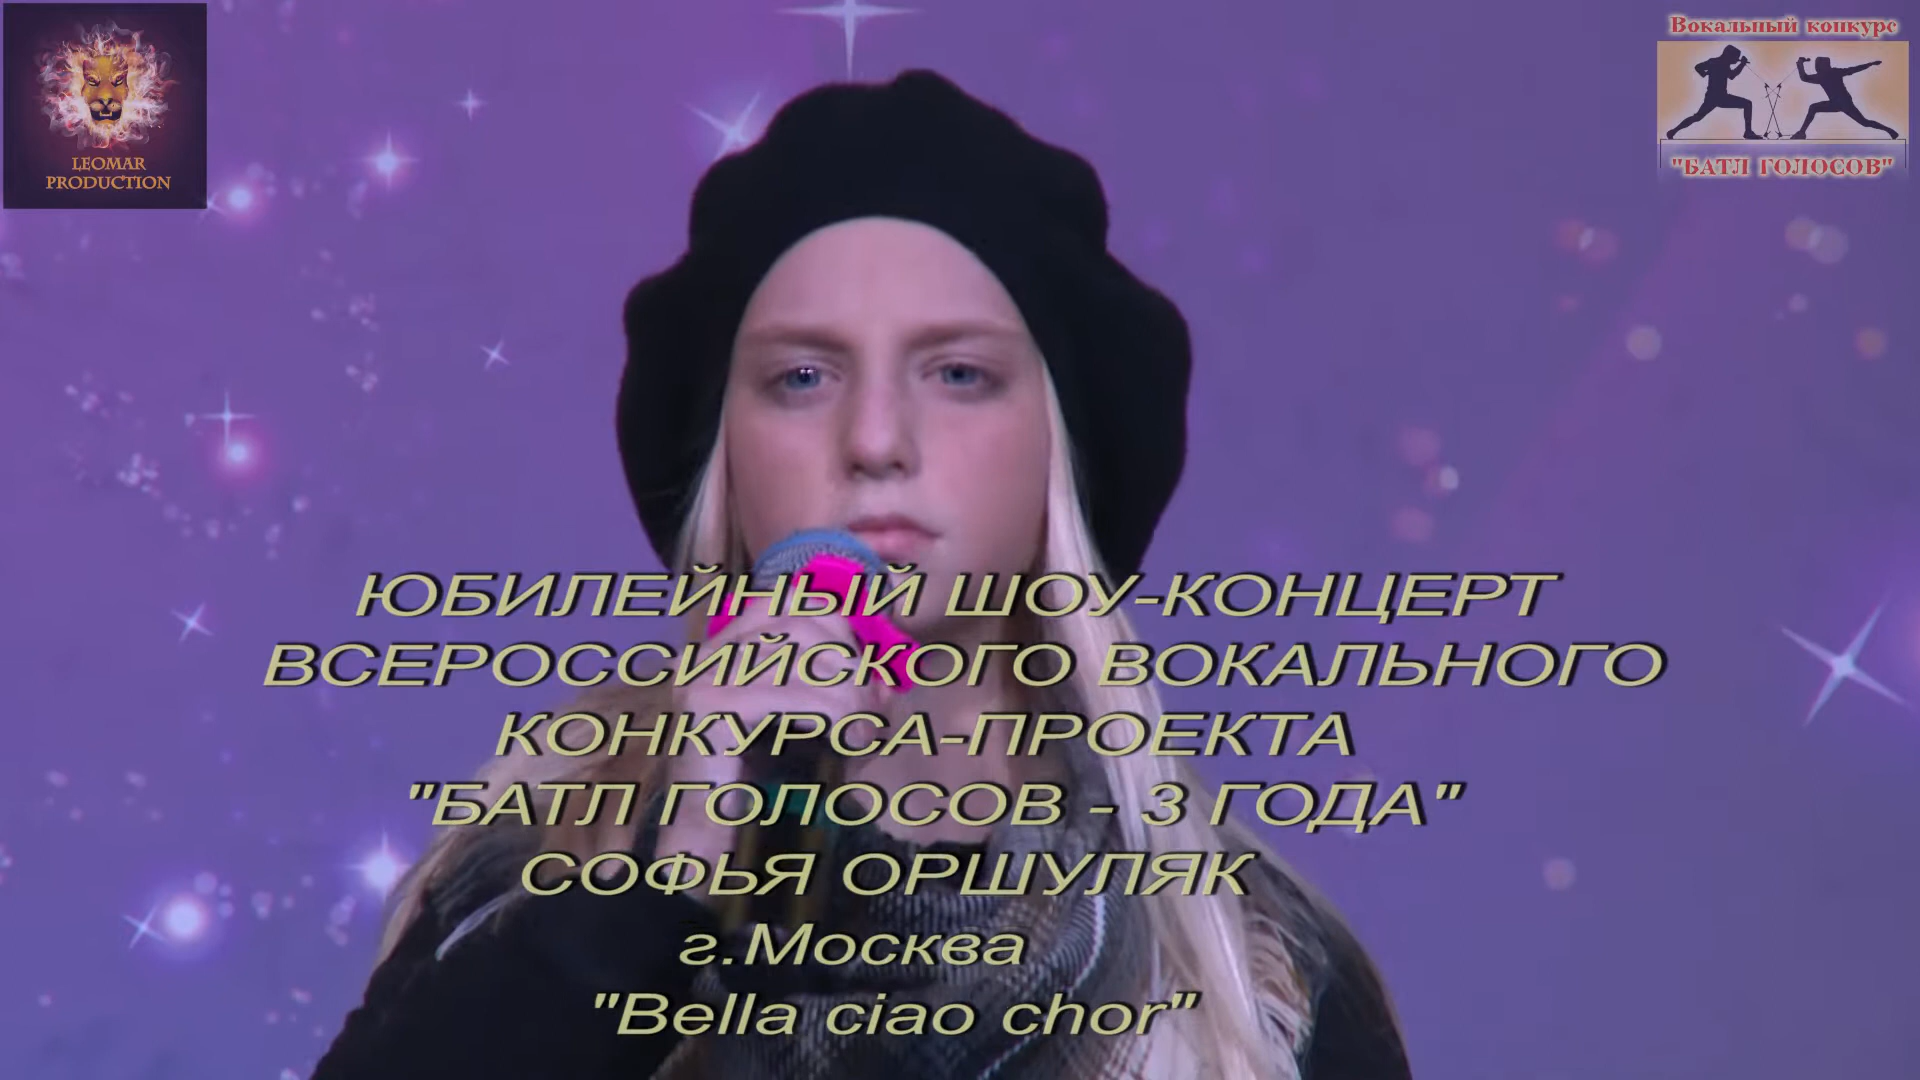 LEOMAR
PRODUCTION
Вокальный конкурс
"БАТЛ ГОЛОСОВ"
ЮБИЛЕЙНЫЙ ШОУ-КОНЦЕРТ
ВСЕРОССИЙСКОГО ВОКАЛЬНОГО
КОНКУРСА-ПРОЕКТА
"БАТЛ ГОЛОСОВ - 3 ГОДА"
СОФЬЯ ОРШУЛЯК
г.Москва
"Bella ciao chor"